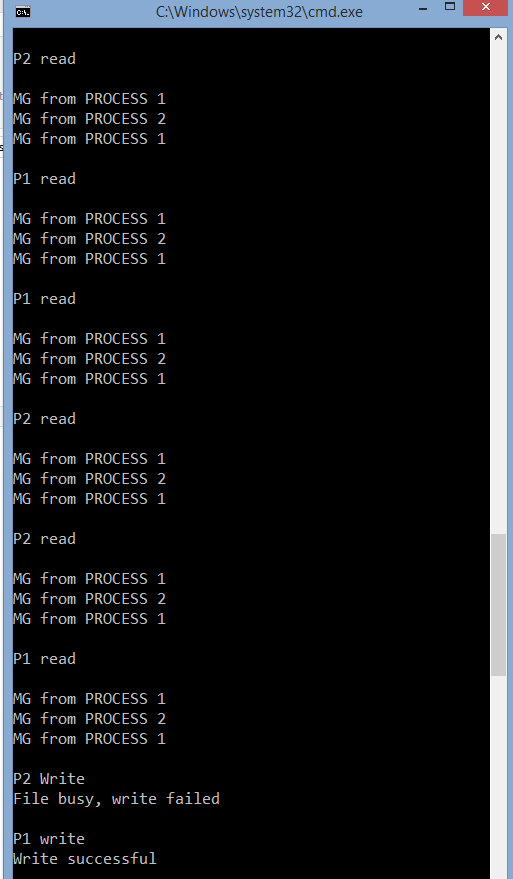 C:\Windows\system32\cmd.exe
P2 read
MG from PROCESS 1
MG from PROCESS 2
MG from PROCESS 1
P1 read
MG from PROCESS 1
MG from PROCESS 2
MG from PROCESS 1
P1 read
MG from PROCESS 1
MG from PROCESS 2
MG from PROCESS 1
P2 read
MG from PROCESS 1
MG from PROCESS 2
MG from PROCESS 1
P2 read
MG from PROCESS 1
MG from PROCESS 2
MG from PROCESS 1
P1 read
MG from PROCESS 1
MG from PROCESS 2
MG from PROCESS 1
P2 Write
File busy, write failed
P1 write
Write successful